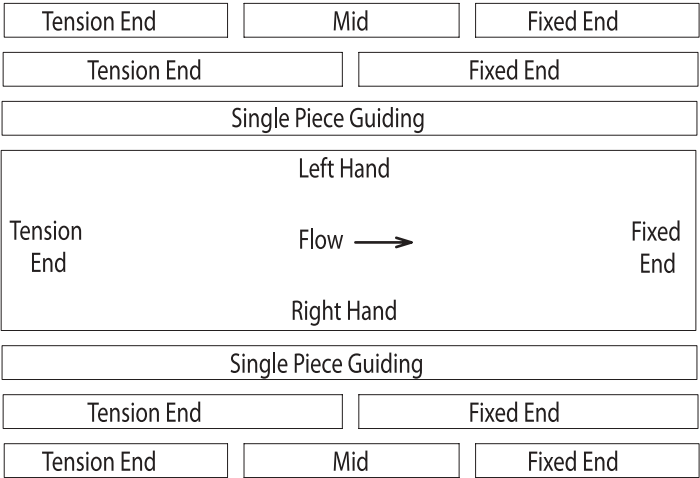 Tension End Mid Fixed End
Tension End Fixed End
Single Piece Guiding
Left Hand
Tension
End
Flow
Fixed
End
Right Hand
Single Piece Guiding
Tension End Fixed End
Tension End Mid Fixed End